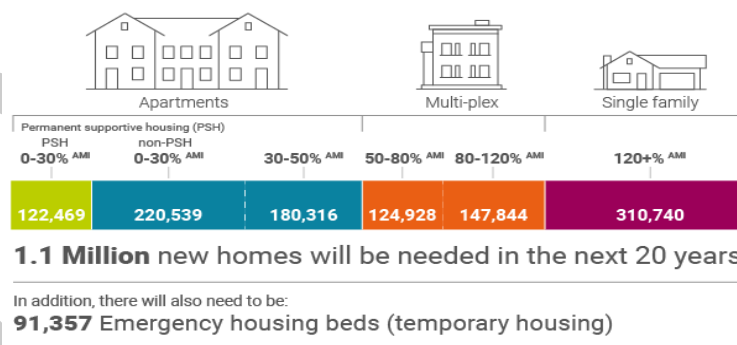 Apartments Multi-plex Single family
Permanent supportive housing (PSH)
PSH non-PSH
0-30% AMI 0-30% AMI 30-50% AMI 50-80% AMI 80-120% AMI 120+% AMI
122,469 220,539 180,316 124,928 147,844 310,740
1.1 Million new homes will be needed in the next 20 years
In addition, there will also need to be:
91,357 Emergency housing beds (temporary housing)